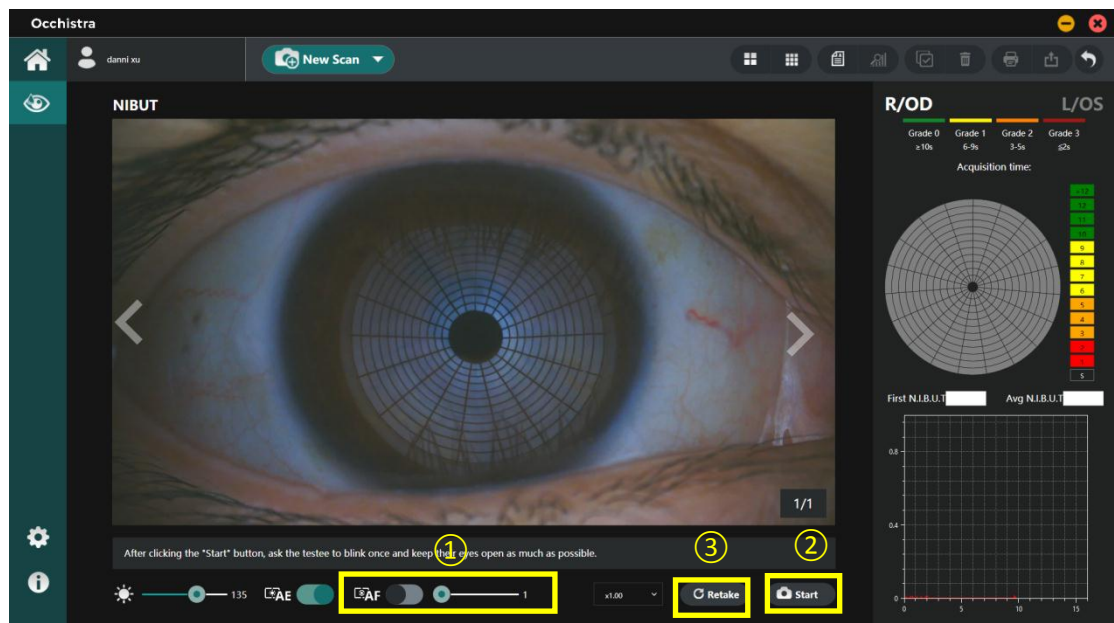 Occhistra
danni xu
New Scan
NIBUT
R/OD L/OS
Grade 0 Grade 1 Grade 2 Grade 3
≥10s 6-9s 3-5s ≤2s
Acquisition time:
>12
12
11
10
9
8
7
6
5
4
3
2
1
S
First N.I.B.U.T Avg N.I.B.U.T
0.8
0.4
0
0 5 10 15
1/1
After clicking the "Start" button, ask the testee to blink once and keep their eyes open as much as possible.
① ③ ②
135 AE AF 1 x1.00 Retake Start